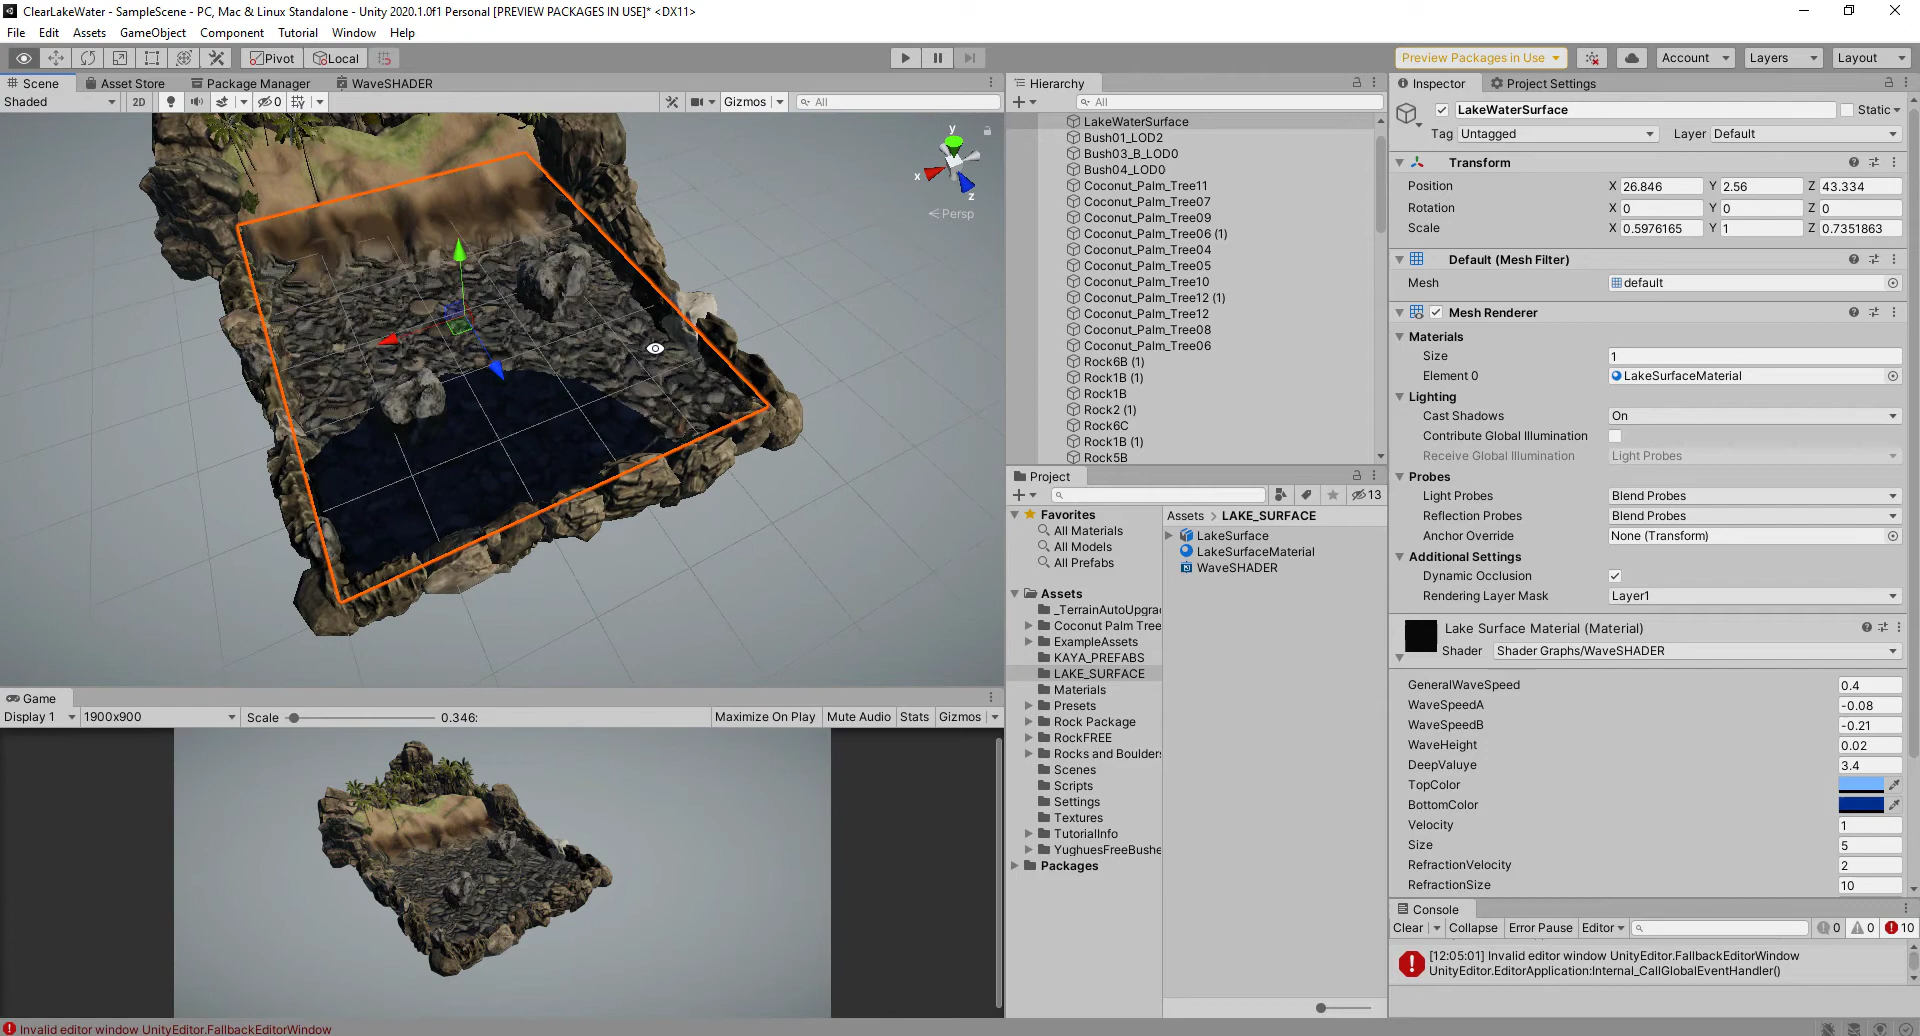 ClearLakeWater - SampleScene - PC, Mac & Linux Standalone - Unity 2020.1.0f1 Personal [PREVIEW PACKAGES IN USE]* <DX11>
File Edit Assets GameObject Component Tutorial Window Help
Pivot Local
Preview Packages in Use Account Layers Layout
Scene Asset Store Package Manager WaveSHADER
Shaded 2D 0 Gizmos All
y
x
z
Persp
Game
Display 1 1900x900 Scale 0.346: Maximize On Play Mute Audio Stats Gizmos
Hierarchy
All
LakeWaterSurface
Bush01_LOD2
Bush03_B_LOD0
Bush04_LOD0
Coconut_Palm_Tree11
Coconut_Palm_Tree07
Coconut_Palm_Tree09
Coconut_Palm_Tree06 (1)
Coconut_Palm_Tree04
Coconut_Palm_Tree05
Coconut_Palm_Tree10
Coconut_Palm_Tree12 (1)
Coconut_Palm_Tree12
Coconut_Palm_Tree08
Coconut_Palm_Tree06
Rock6B (1)
Rock1B (1)
Rock1B
Rock2 (1)
Rock6C
Rock1B (1)
Rock5B
Project
13
Favorites
All Materials
All Models
All Prefabs
Assets
_TerrainAutoUpgrad
Coconut Palm Tree
ExampleAssets
KAYA_PREFABS
LAKE_SURFACE
Materials
Presets
Rock Package
RockFREE
Rocks and Boulders
Scenes
Scripts
Settings
Textures
TutorialInfo
YughuesFreeBushe
Packages
Assets > LAKE_SURFACE
LakeSurface
LakeSurfaceMaterial
WaveSHADER
Inspector Project Settings
LakeWaterSurface Static
Tag Untagged Layer Default
Transform
Position X 26.846 Y 2.56 Z 43.334
Rotation X 0 Y 0 Z 0
Scale X 0.5976165 Y 1 Z 0.7351863
Default (Mesh Filter)
Mesh default
Mesh Renderer
Materials
Size 1
Element 0 LakeSurfaceMaterial
Lighting
Cast Shadows On
Contribute Global Illumination
Receive Global Illumination Light Probes
Probes
Light Probes Blend Probes
Reflection Probes Blend Probes
Anchor Override None (Transform)
Additional Settings
Dynamic Occlusion
Rendering Layer Mask Layer1
Lake Surface Material (Material)
Shader Shader Graphs/WaveSHADER
GeneralWaveSpeed 0.4
WaveSpeedA -0.08
WaveSpeedB -0.21
WaveHeight 0.02
DeepValuye 3.4
TopColor
BottomColor
Velocity 1
Size 5
RefractionVelocity 2
RefractionSize 10
Console
Clear Collapse Error Pause Editor 0 0 10
[12:05:01] Invalid editor window UnityEditor.FallbackEditorWindow
UnityEditor.EditorApplication:Internal_CallGlobalEventHandler()
Invalid editor window UnityEditor.FallbackEditorWindow